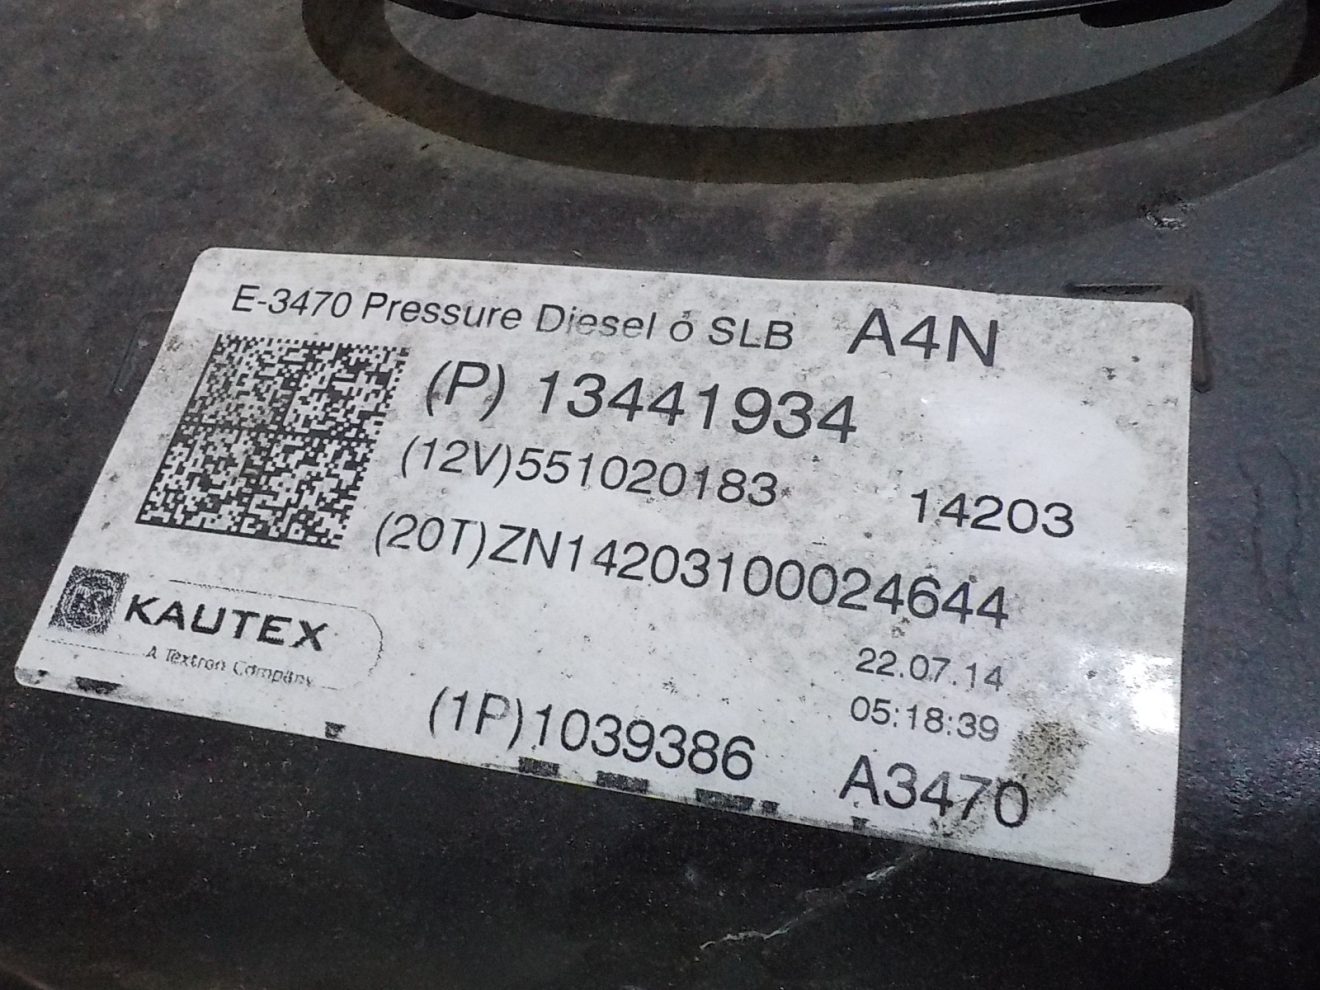 E-3470 Pressure Diesel ó SLB A4N
(P) 13441934
(12V)551020183 14203
(20T)ZN14203100024644
KAUTEX
A Textron Company
22.07.14
05:18:39
(1P)1039386 A3470